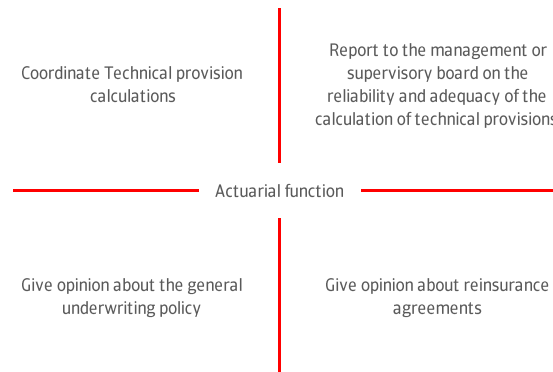 Coordinate Technical provision
calculations
Report to the management or
supervisory board on the
reliability and adequacy of the
calculation of technical provisions
Actuarial function
Give opinion about the general
underwriting policy
Give opinion about reinsurance
agreements